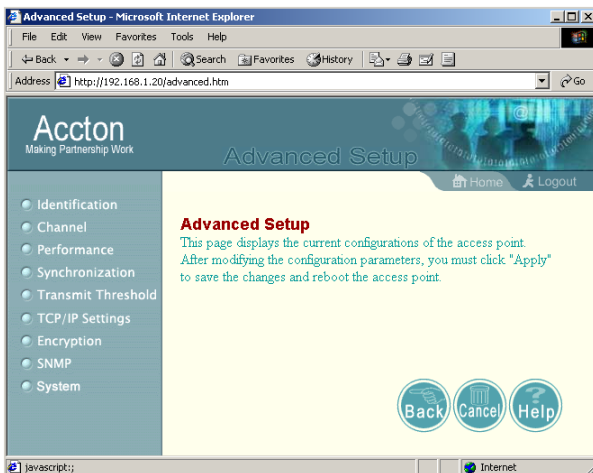 Advanced Setup - Microsoft Internet Explorer
File Edit View Favorites Tools Help
Back Search Favorites History
Address http://192.168.1.20/advanced.htm Go
Accton
Making Partnership Work
Advanced Setup
Home Logout
Identification
Channel
Performance
Synchronization
Transmit Threshold
TCP/IP Settings
Encryption
SNMP
System
Advanced Setup
This page displays the current configurations of the access point.
After modifying the configuration parameters, you must click "Apply"
to save the changes and reboot the access point.
Back Cancel Help
javascript:; Internet